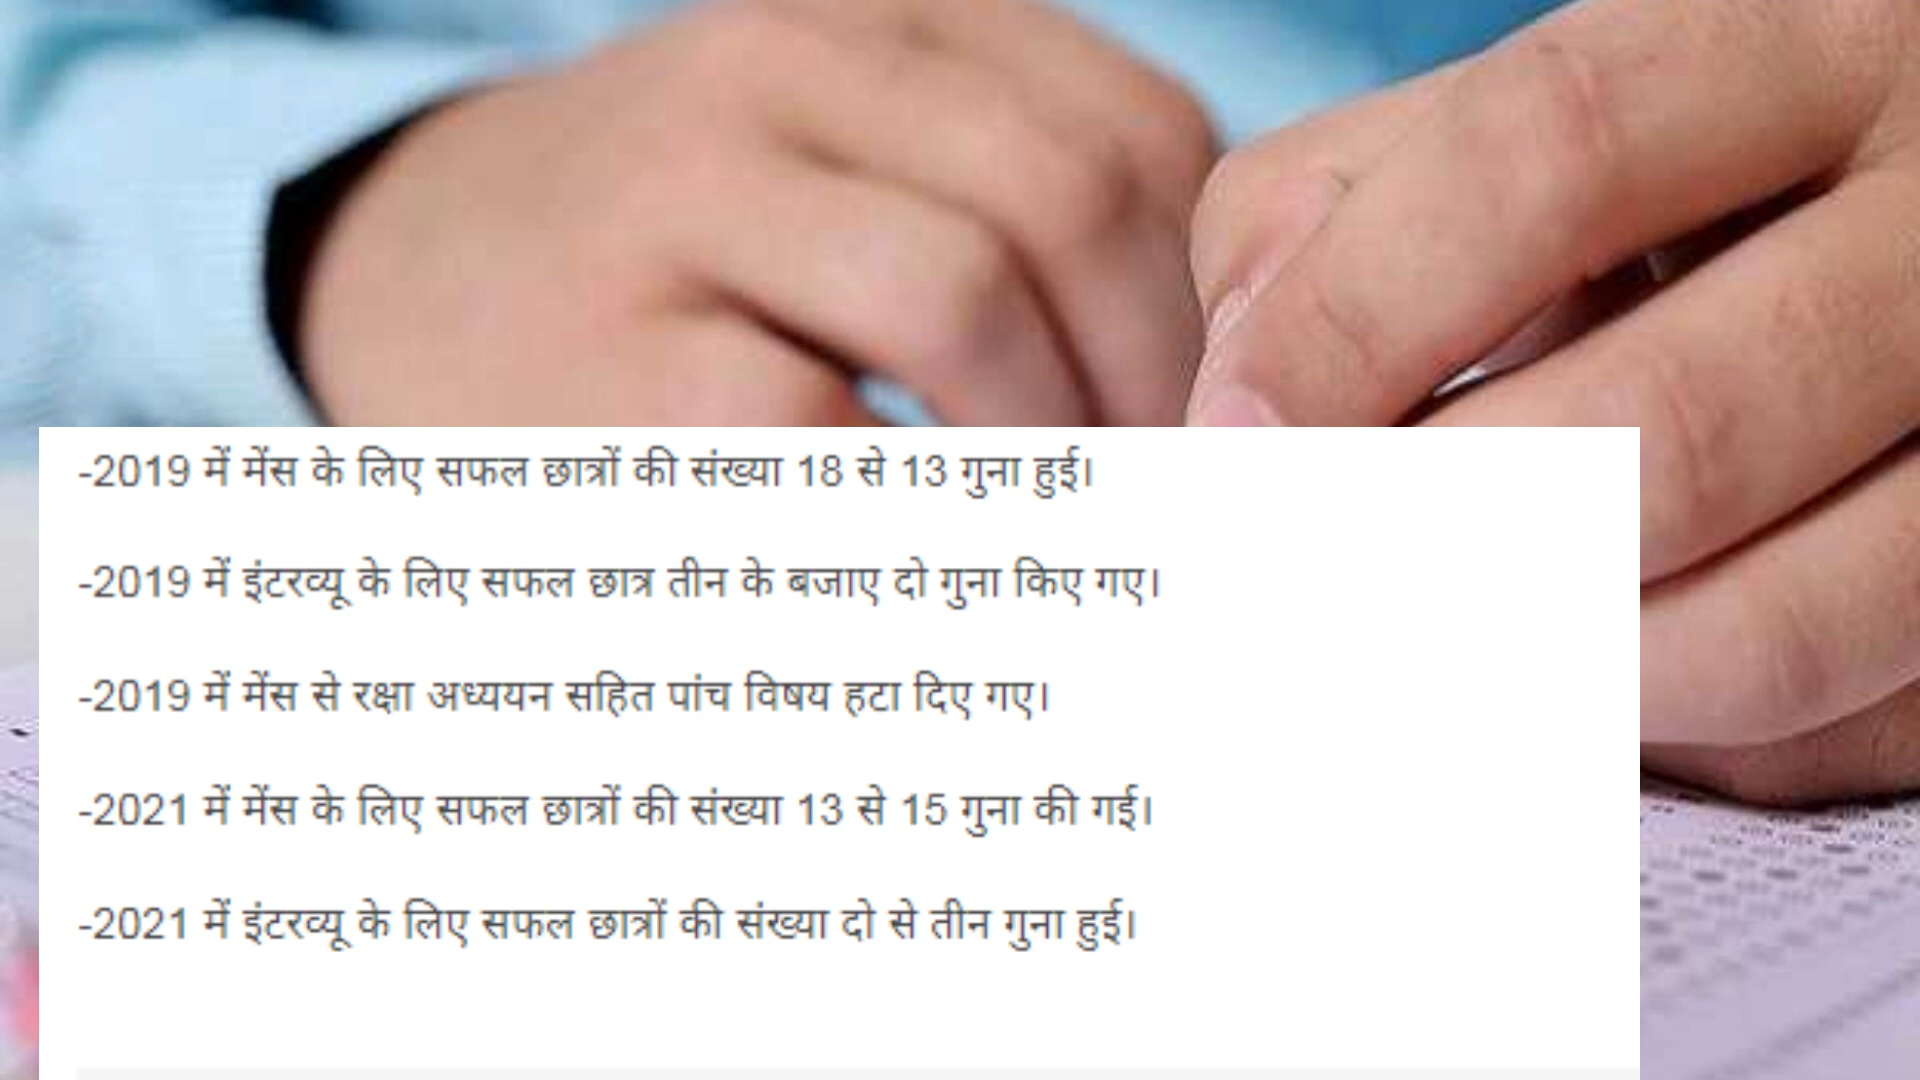 -2019 में मेंस के लिए सफल छात्रों की संख्या 18 से 13 गुना हुई।
-2019 में इंटरव्यू के लिए सफल छात्र तीन के बजाए दो गुना किए गए।
-2019 में मेंस से रक्षा अध्ययन सहित पांच विषय हटा दिए गए।
-2021 में मेंस के लिए सफल छात्रों की संख्या 13 से 15 गुना की गई।
-2021 में इंटरव्यू के लिए सफल छात्रों की संख्या दो से तीन गुना हुई।